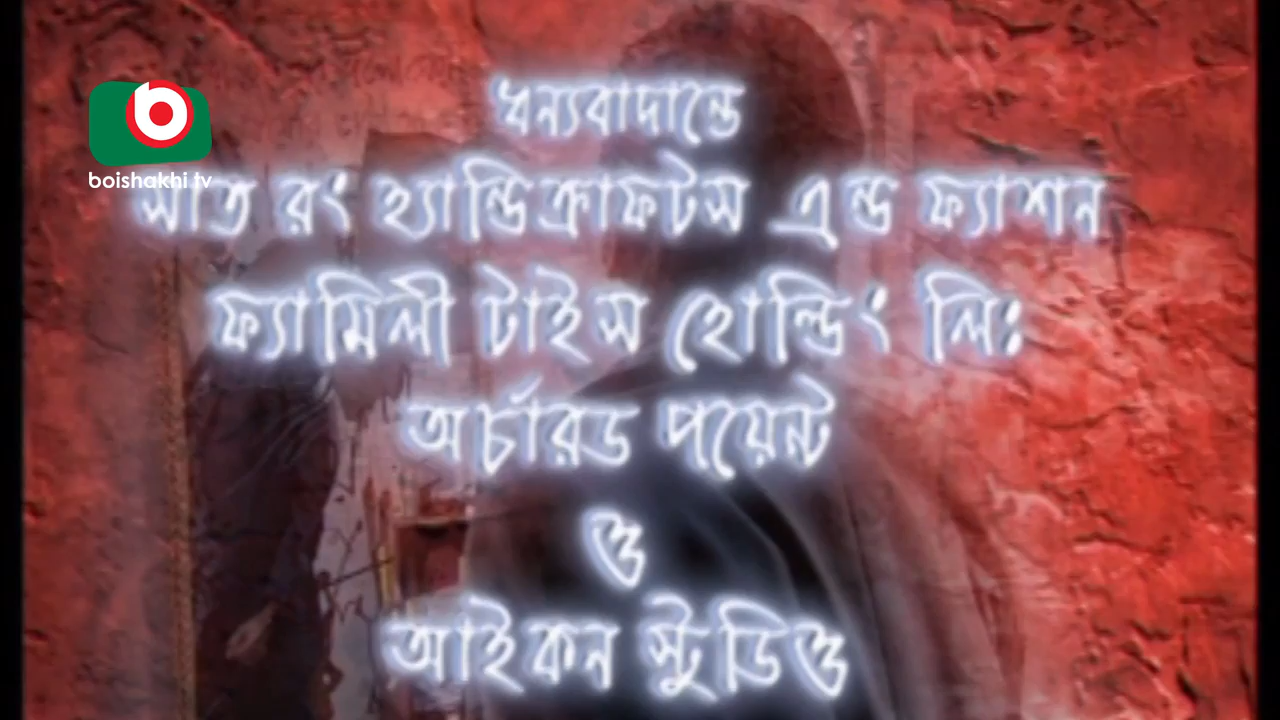 ধন্যবাদান্তে
boishakhi tv
সাত রং হ্যান্ডিক্রাফটস এন্ড ফ্যাশন
ফ্যামিলী টাইস হোল্ডিং লিঃ
অর্চারড পয়েন্ট
ও
আইকন স্টুডিও